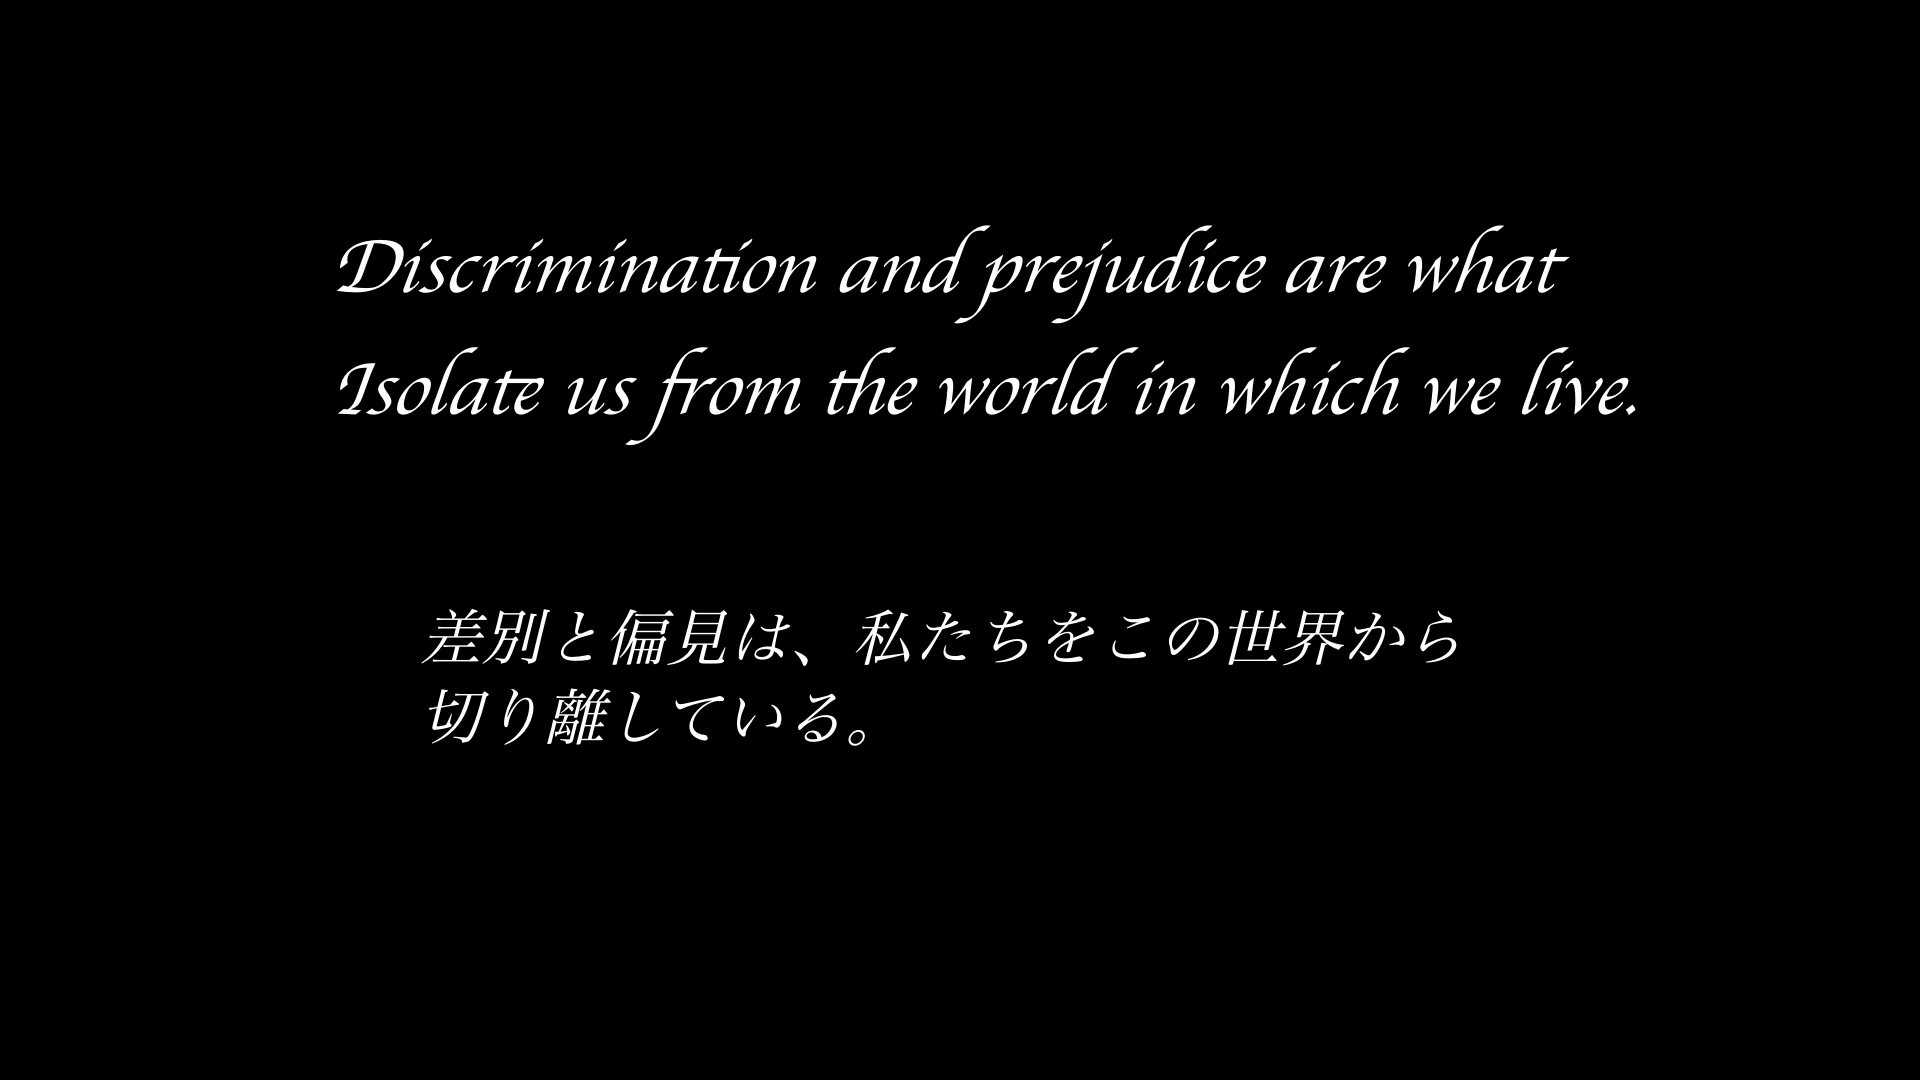 Discrimination and prejudice are what
Isolate us from the world in which we live.
差別と偏見は、私たちをこの世界から
切り離している。